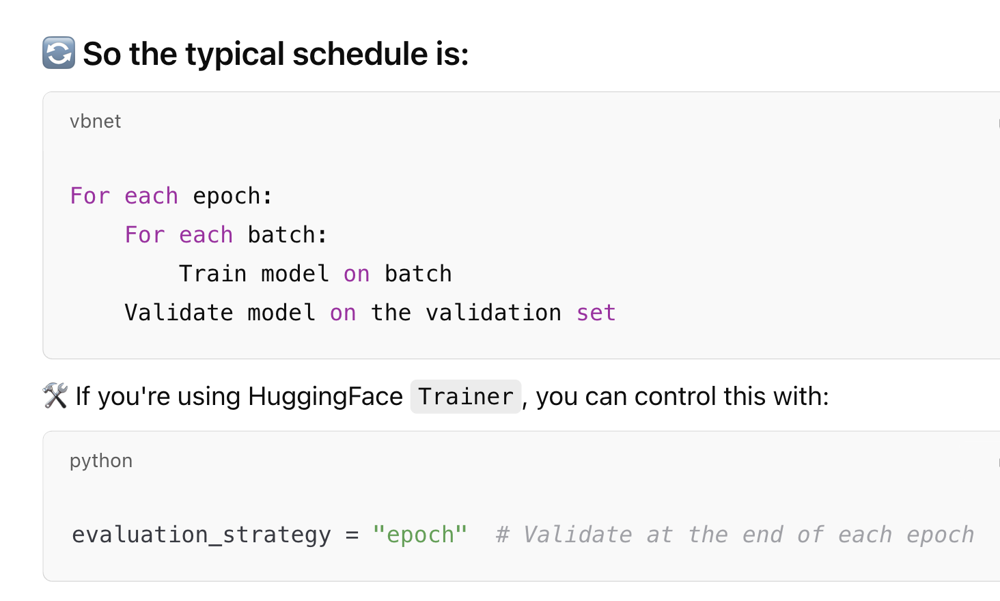 🔄 So the typical schedule is:
vbnet
For each epoch:
    For each batch:
        Train model on batch
    Validate model on the validation set
🛠️ If you're using HuggingFace Trainer, you can control this with:
python
evaluation_strategy = "epoch"  # Validate at the end of each epoch